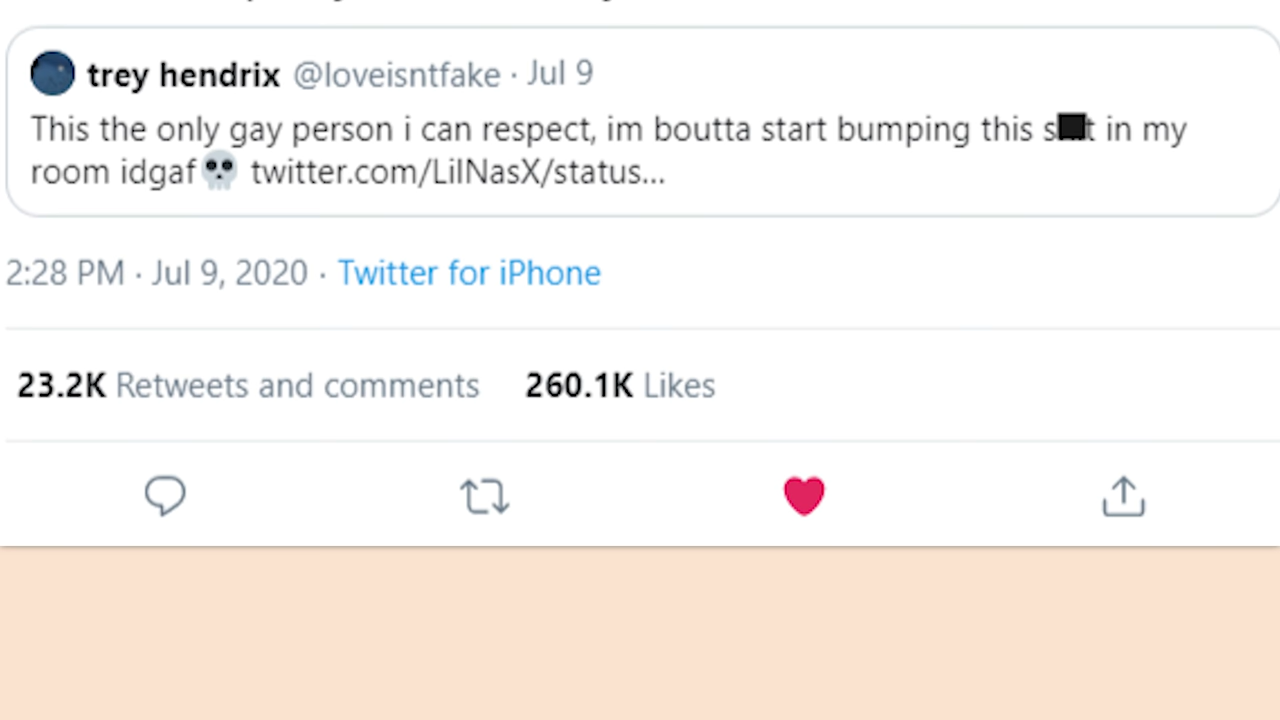 trey hendrix @loveisntfake · Jul 9
This the only gay person i can respect, im boutta start bumping this s■t in my
room idgaf💀 twitter.com/LilNasX/status...
2:28 PM · Jul 9, 2020 · Twitter for iPhone
23.2K Retweets and comments 260.1K Likes